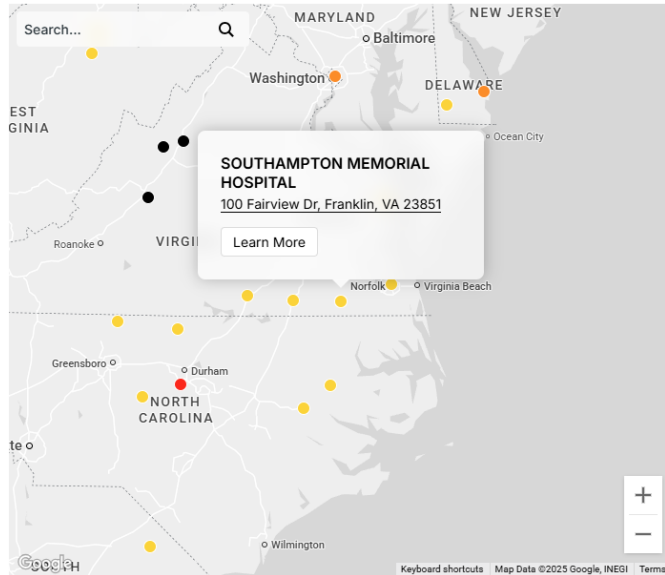 Search...
MARYLAND
NEW JERSEY
Baltimore
Washington
DELAWARE
EST
GINIA
Ocean City
SOUTHAMPTON MEMORIAL
HOSPITAL
100 Fairview Dr, Franklin, VA 23851
Learn More
Roanoke
VIRGI
Norfolk
Virginia Beach
Greensboro
Durham
NORTH
CAROLINA
te
Wilmington
Google
SOUTH
Keyboard shortcuts
Map Data ©2025 Google, INEGI
Terms